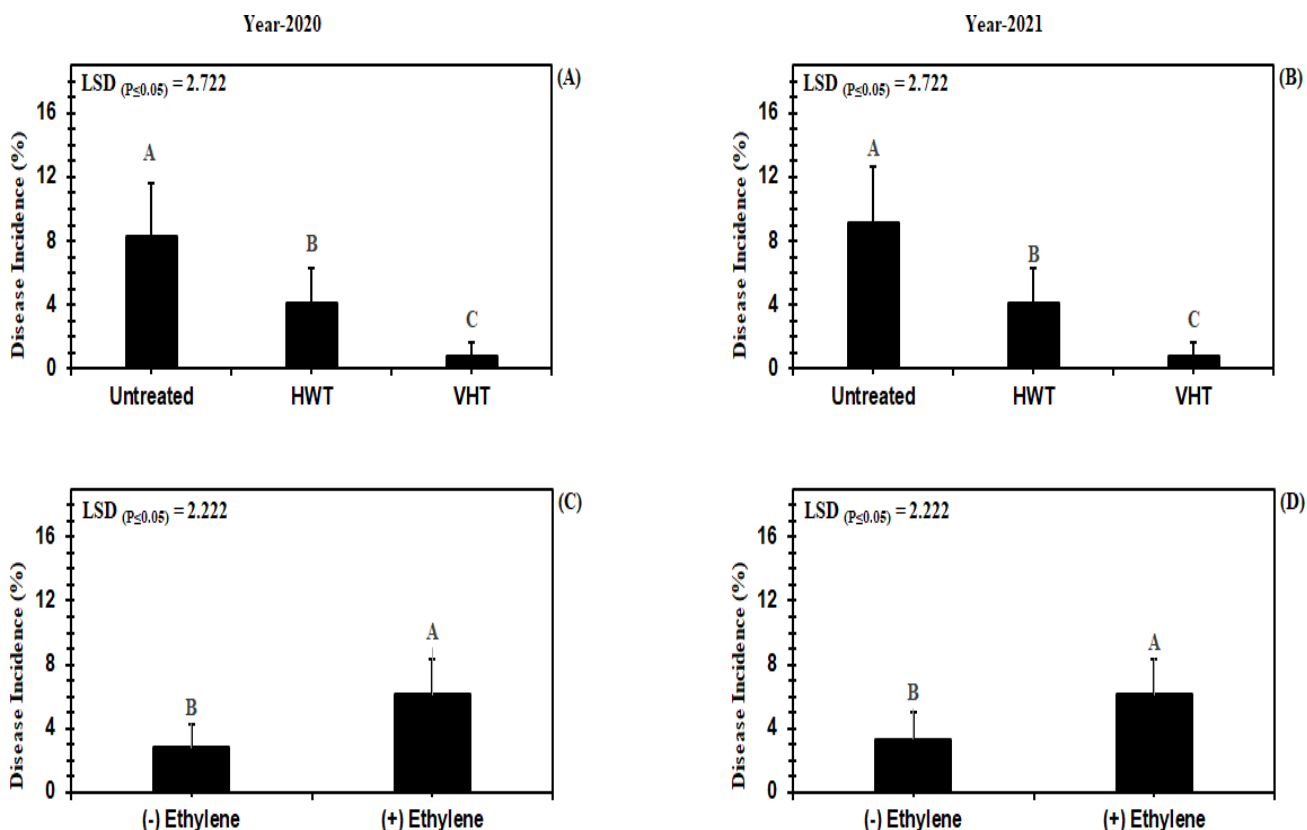 Year-2020
Year-2021
LSD (P≤0.05) = 2.722
(A)
Disease Incidence (%)
16
12
8
4
0
A
B
C
Untreated HWT VHT
LSD (P≤0.05) = 2.722
(B)
Disease Incidence (%)
16
12
8
4
0
A
B
C
Untreated HWT VHT
LSD (P≤0.05) = 2.222
(C)
Disease Incidence (%)
16
12
8
4
0
B
A
(-) Ethylene (+) Ethylene
LSD (P≤0.05) = 2.222
(D)
Disease Incidence (%)
16
12
8
4
0
B
A
(-) Ethylene (+) Ethylene